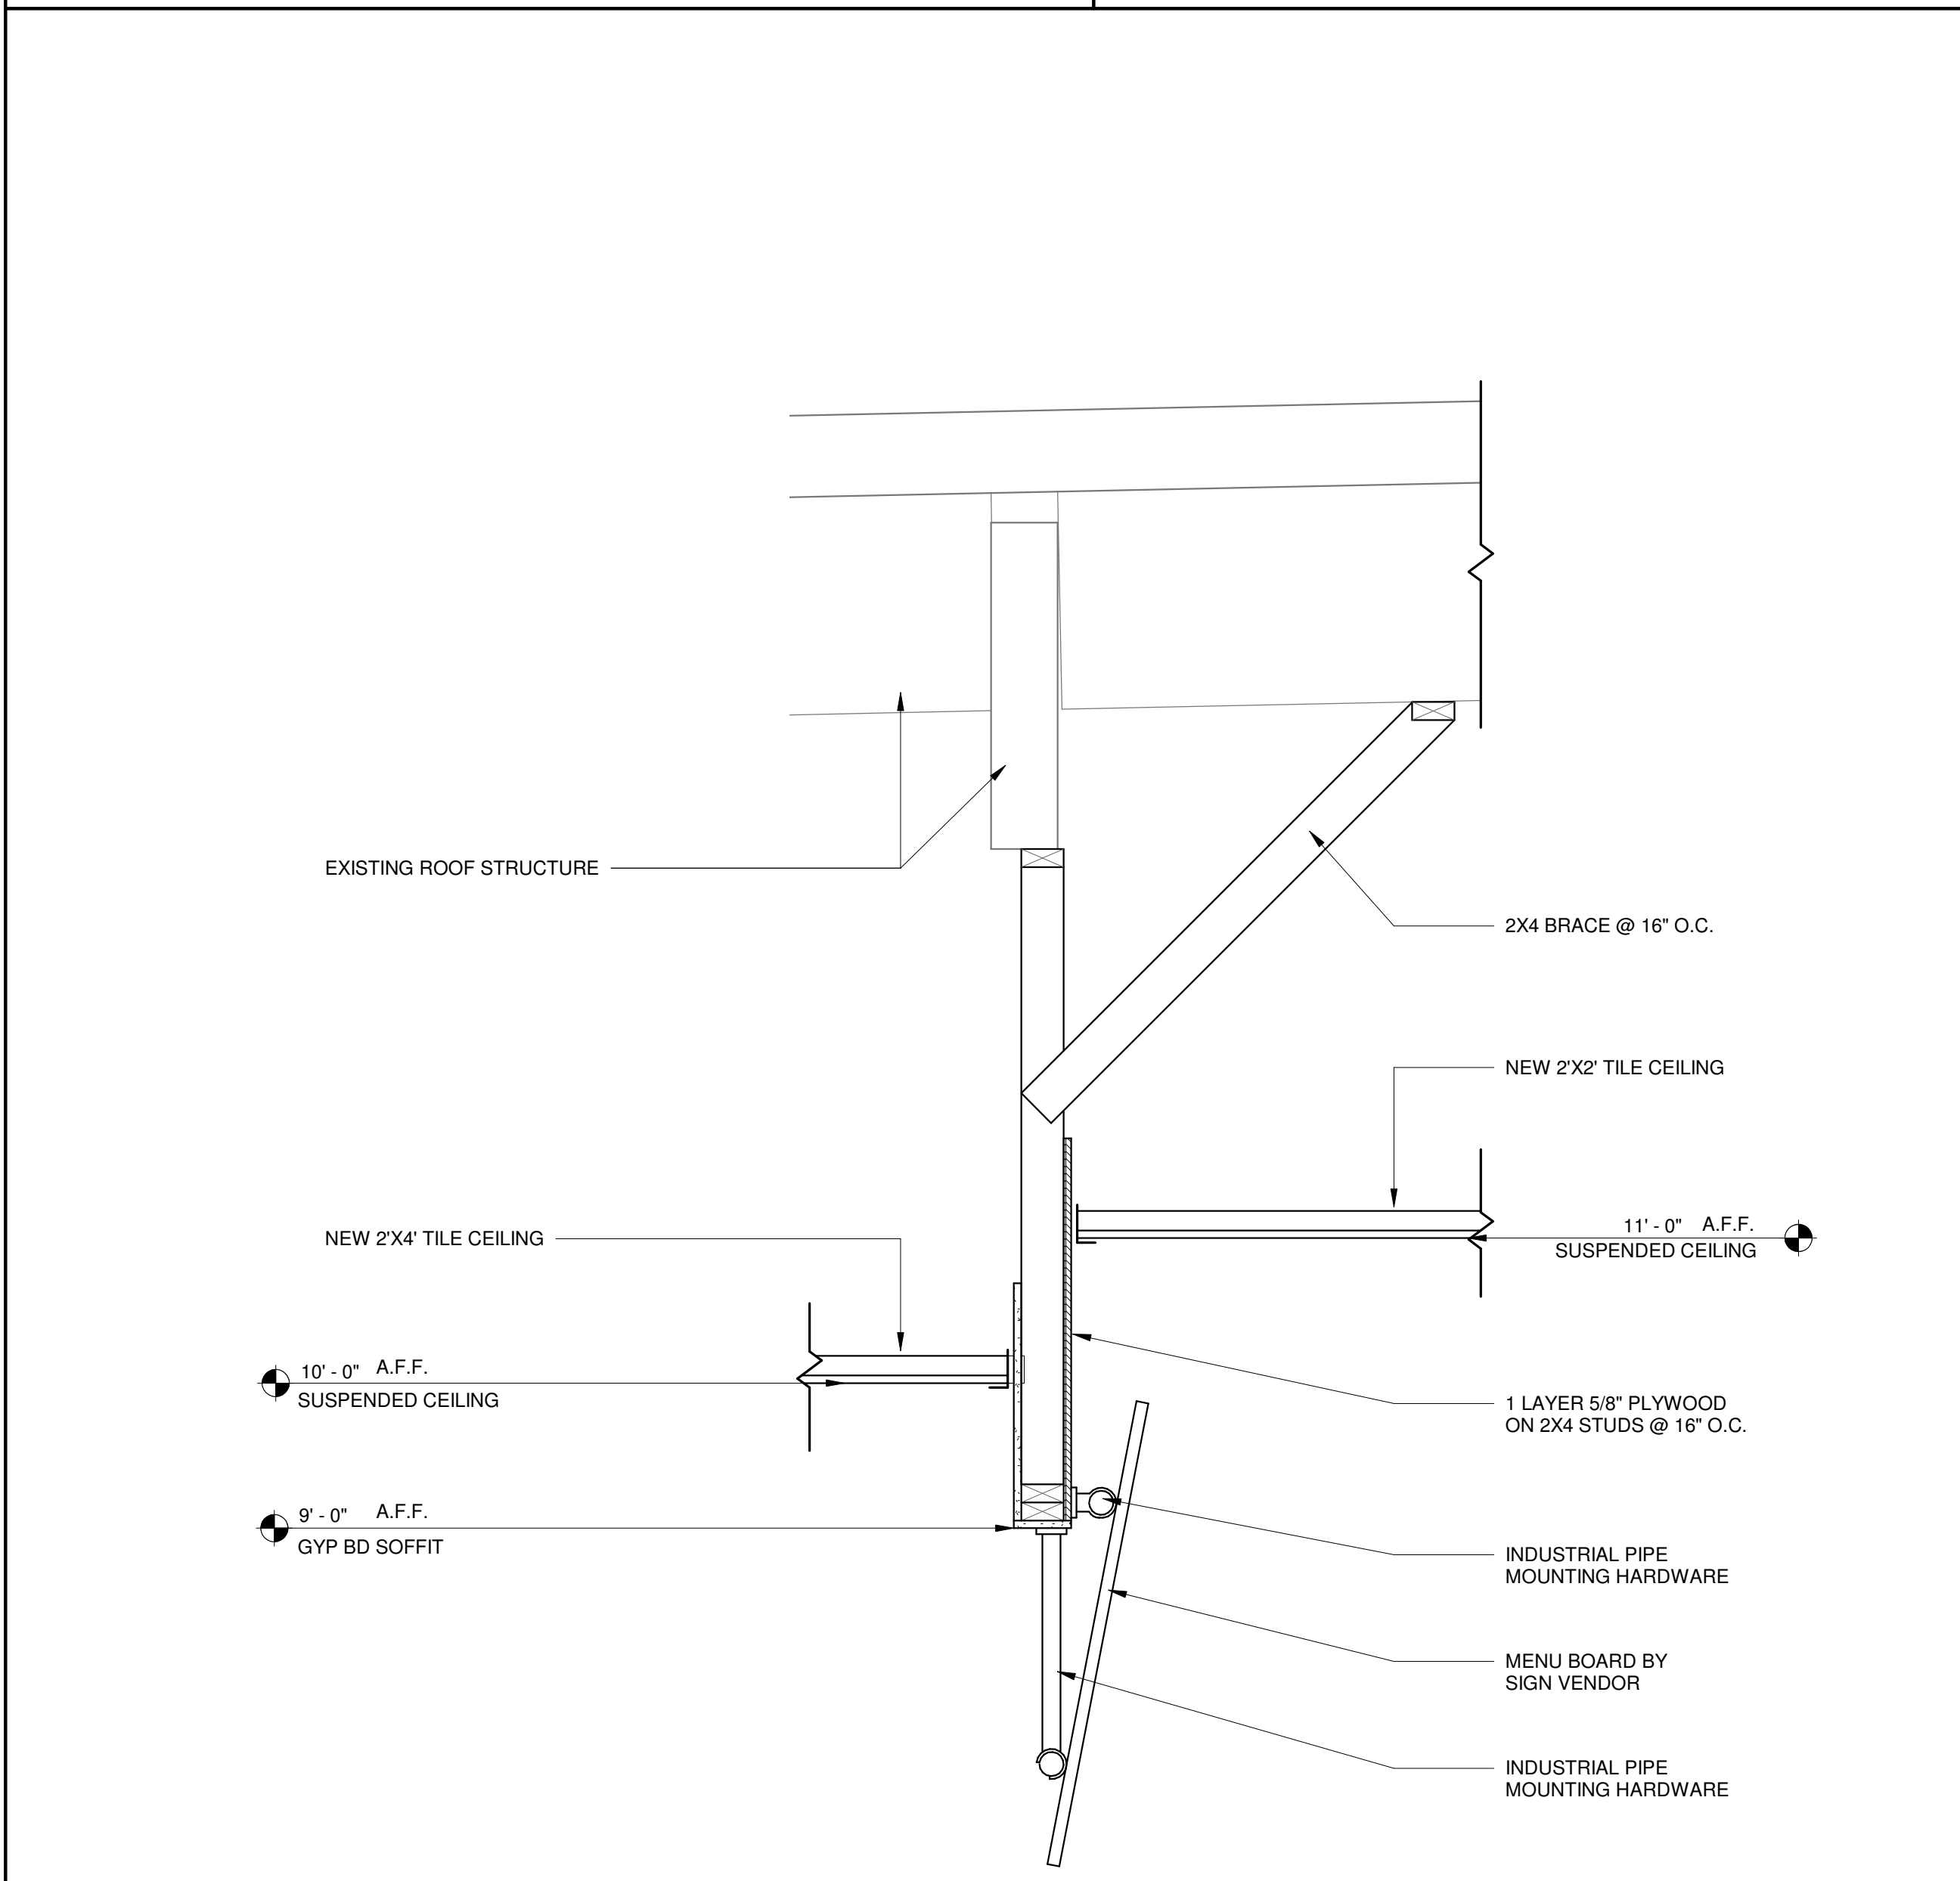 EXISTING ROOF STRUCTURE
2X4 BRACE @ 16" O.C.
NEW 2'X2' TILE CEILING
11' - 0" A.F.F.
SUSPENDED CEILING
NEW 2'X4' TILE CEILING
10' - 0" A.F.F.
SUSPENDED CEILING
1 LAYER 5/8" PLYWOOD
ON 2X4 STUDS @ 16" O.C.
9' - 0" A.F.F.
GYP BD SOFFIT
INDUSTRIAL PIPE
MOUNTING HARDWARE
MENU BOARD BY
SIGN VENDOR
INDUSTRIAL PIPE
MOUNTING HARDWARE